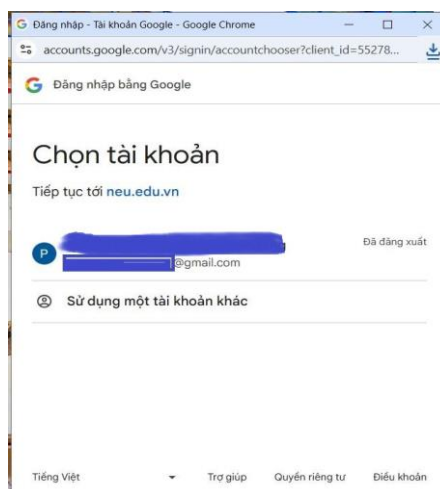 Đăng nhập - Tài khoản Google - Google Chrome
accounts.google.com/v3/signin/accountchooser?client_id=55278...
Đăng nhập bằng Google
Chọn tài khoản
Tiếp tục tới neu.edu.vn
P
Đã đăng xuất
@gmail.com
Sử dụng một tài khoản khác
Tiếng Việt Trợ giúp Quyền riêng tư Điều khoản